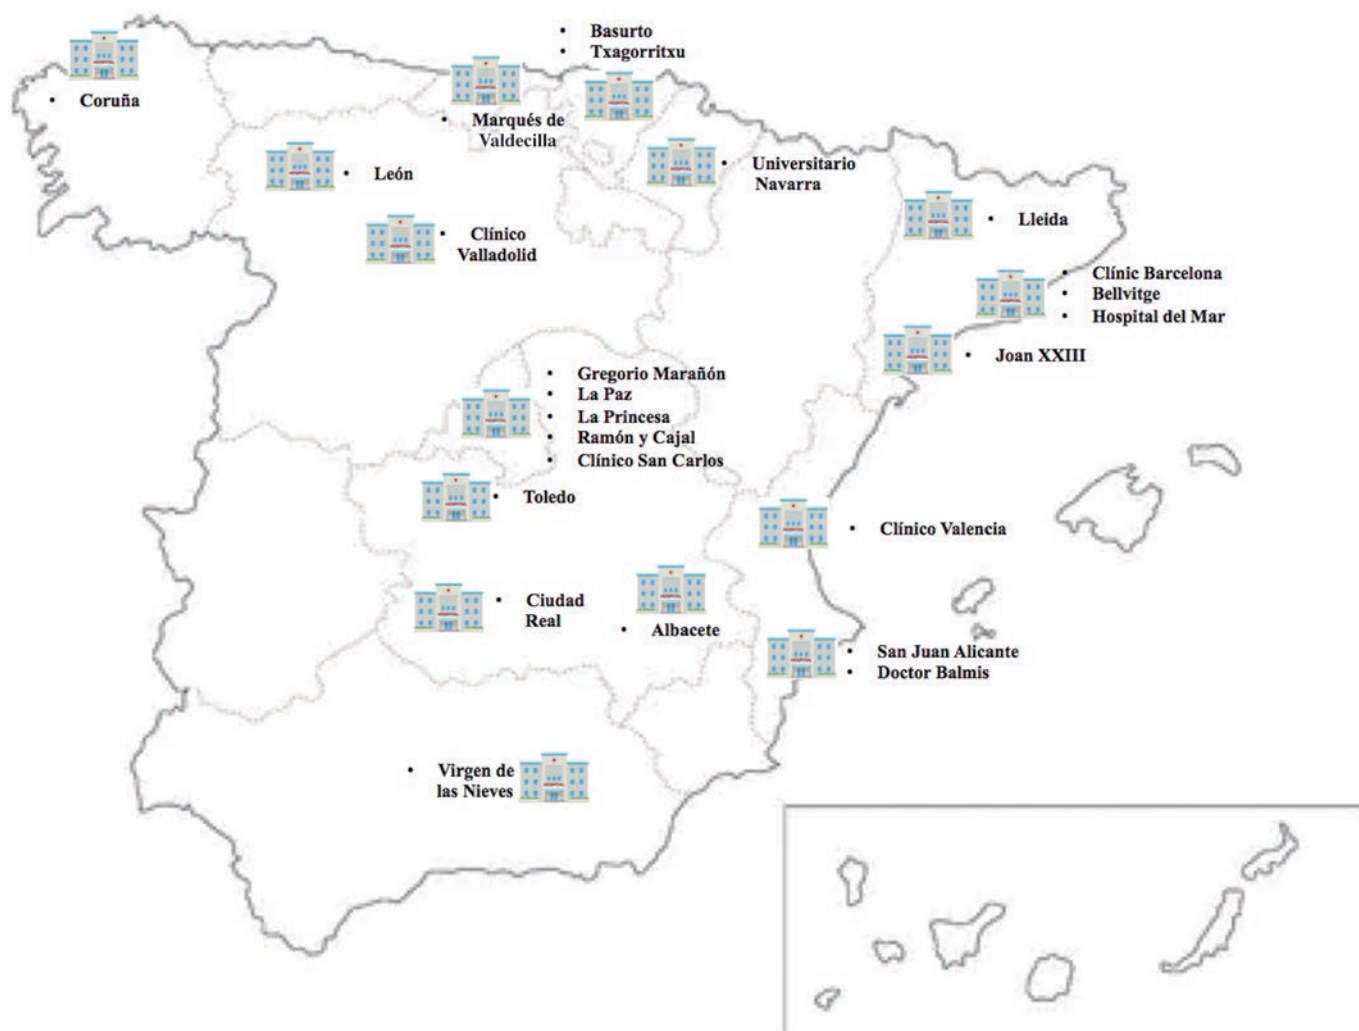 • Basurto
• Txagorritxu
• Coruña
• Marqués de
Valdecilla
• León
• Universitario
Navarra
• Clínico
Valladolid
• Lleida
• Clínic Barcelona
• Bellvitge
• Hospital del Mar
• Joan XXIII
• Gregorio Marañón
• La Paz
• La Princesa
• Ramón y Cajal
• Clínico San Carlos
• Toledo
• Clínico Valencia
• Ciudad
Real
• Albacete
• San Juan Alicante
• Doctor Balmis
• Virgen de
las Nieves